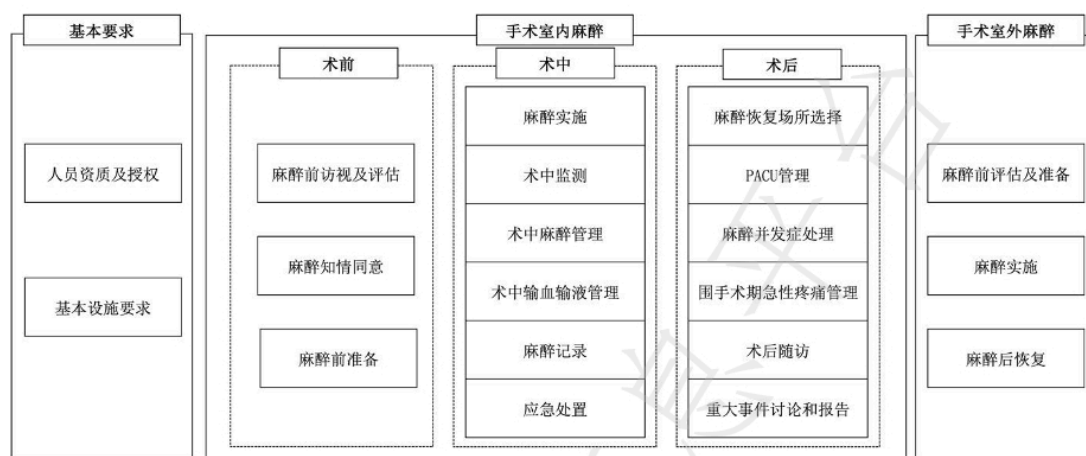 基本要求
人员资质及授权
基本设施要求
手术室内麻醉
术前
麻醉前访视及评估
麻醉知情同意
麻醉前准备
术中
麻醉实施
术中监测
术中麻醉管理
术中输血输液管理
麻醉记录
应急处置
术后
麻醉恢复场所选择
PACU管理
麻醉并发症处理
围手术期急性疼痛管理
术后随访
重大事件讨论和报告
手术室外麻醉
麻醉前评估及准备
麻醉实施
麻醉后恢复